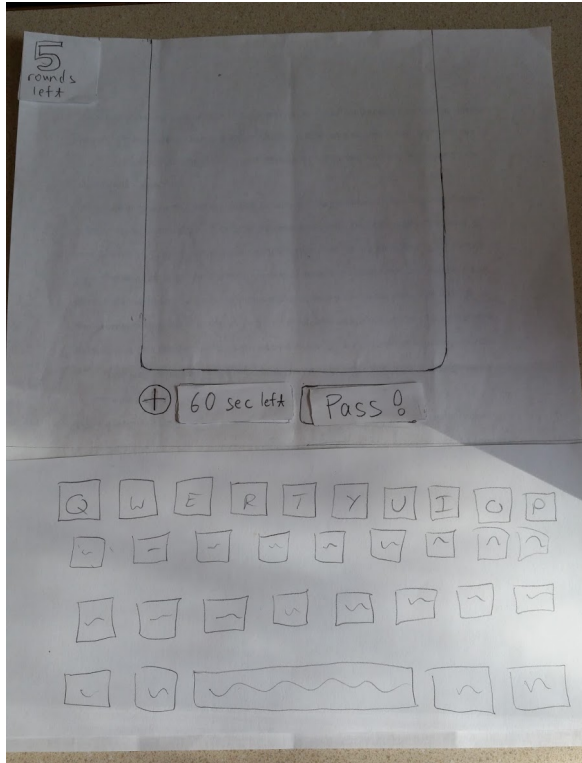 5
rounds
left
+ 60 sec left Pass!
Q W E R T Y U I O P